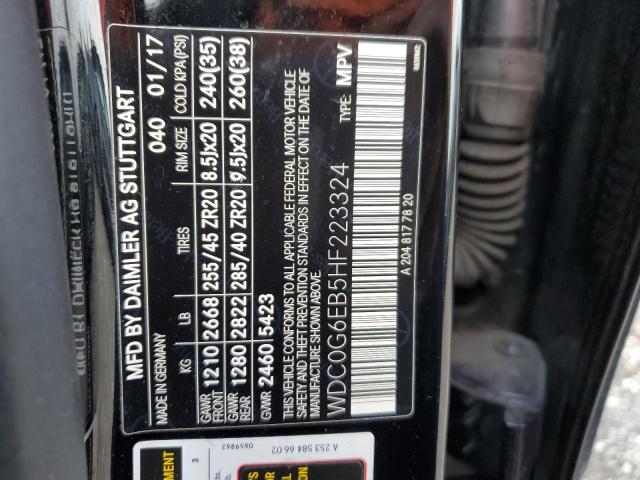 MFD BY DAIMLER AG STUTTGART
MADE IN GERMANY 040 01/17
KG LB TIRES RIM SIZE COLD KPA(PSI)
GAWR FRONT 1210 2668 255/45 ZR20 8.5Jx20 240(35)
GAWR REAR 1280 2822 285/40 ZR20 9.5Jx20 260(38)
GVWR 2460 5423
THIS VEHICLE CONFORMS TO ALL APPLICABLE FEDERAL MOTOR VEHICLE
SAFETY AND THEFT PREVENTION STANDARDS IN EFFECT ON THE DATE OF
MANUFACTURE SHOWN ABOVE.
WDC0G6EB5HF223324 TYPE: MPV
A 204 817 78 20
0659862
A 253 584 66 02
0659862
3